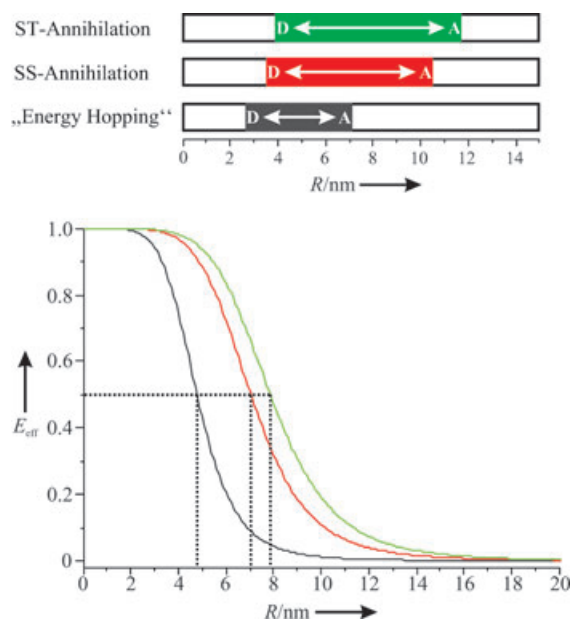 ST-Annihilation
D A
SS-Annihilation
D A
„Energy Hopping“
D A
0 2 4 6 8 10 12 14
R/nm
1.0
0.8
0.6
0.4
0.2
0
E_eff
0 2 4 6 8 10 12 14 16 18 20
R/nm